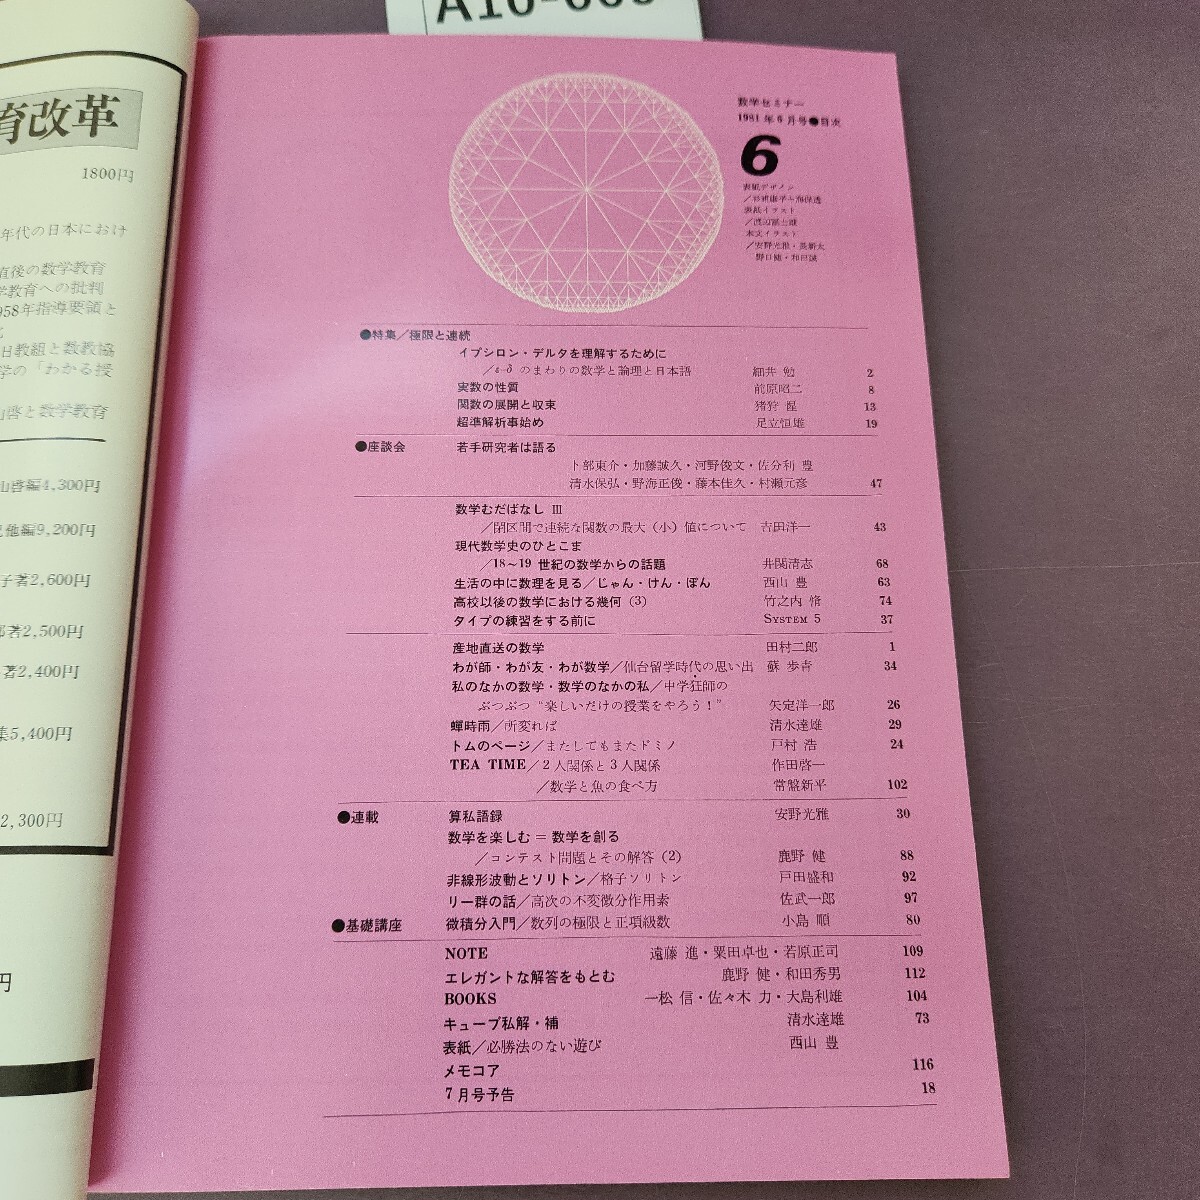 育改革
1800円
年代の日本におけ
直後の数学教育
学教育への批判
958年指導要領と
日教組と数教協
学の「わかる授
山啓と数学教育
山啓編4,300円
他編9,200円
子著2,600円
郎著2,500円
著2,400円
集5,400円
2,300円
円
数学セミナー
1981年6月号●目次
6
表紙デザイン
表紙イラスト
本文イラスト
／安野光雅・長新太
野口健・和田誠
●特集／極限と連続
イプシロン・デルタを理解するために
／ε-δ のまわりの数学と論理と日本語 細井 勉 2
実数の性質 前原昭二 8
関数の展開と収束 猪狩 惺 13
超準解析事始め 足立恒雄 19
●座談会 若手研究者は語る
卜部東介・加藤誠久・河野俊丈・佐分利 豊
清水保弘・野海正俊・藤本佳久・村瀬元彦 47
数学むだばなし III
／閉区間で連続な関数の最大（小）値について 吉田洋一 43
現代数学史のひとこま
／18～19 世紀の数学からの話題 井関清志 68
生活の中に数理を見る／じゃん・けん・ぽん 西山 豊 63
高校以後の数学における幾何（3） 竹之内 脩 74
タイプの練習をする前に SYSTEM 5 37
産地直送の数学 田村二郎 1
わが師・わが友・わが数学／仙台留学時代の思い出 蘇 歩青 34
私のなかの数学・数学のなかの私／中学狂師の
ぶつぶつ “楽しいだけの授業をやろう！” 矢定洋一郎 26
蟬時雨／所変れば 清水達雄 29
トムのページ／またしてもまたドミノ 戸村 浩 24
TEA TIME／2人関係と3人関係 作田啓一
／数学と魚の食べ方 常盤新平 102
●連載 算私語録 安野光雅 30
数学を楽しむ＝数学を創る
／コンテスト問題とその解答（2） 鹿野 健 88
非線形波動とソリトン／格子ソリトン 戸田盛和 92
リー群の話／高次の不変微分作用素 佐武一郎 97
●基礎講座 微積分入門／数列の極限と正項級数 小島 順 80
NOTE 遠藤 進・粟田卓也・若原正司 109
エレガントな解答をもとむ 鹿野 健・和田秀男 112
BOOKS 一松 信・佐々木 力・大島利雄 104
キューブ私解・補 清水達雄 73
表紙／必勝法のない遊び 西山 豊
メモコア 116
7月号予告 18